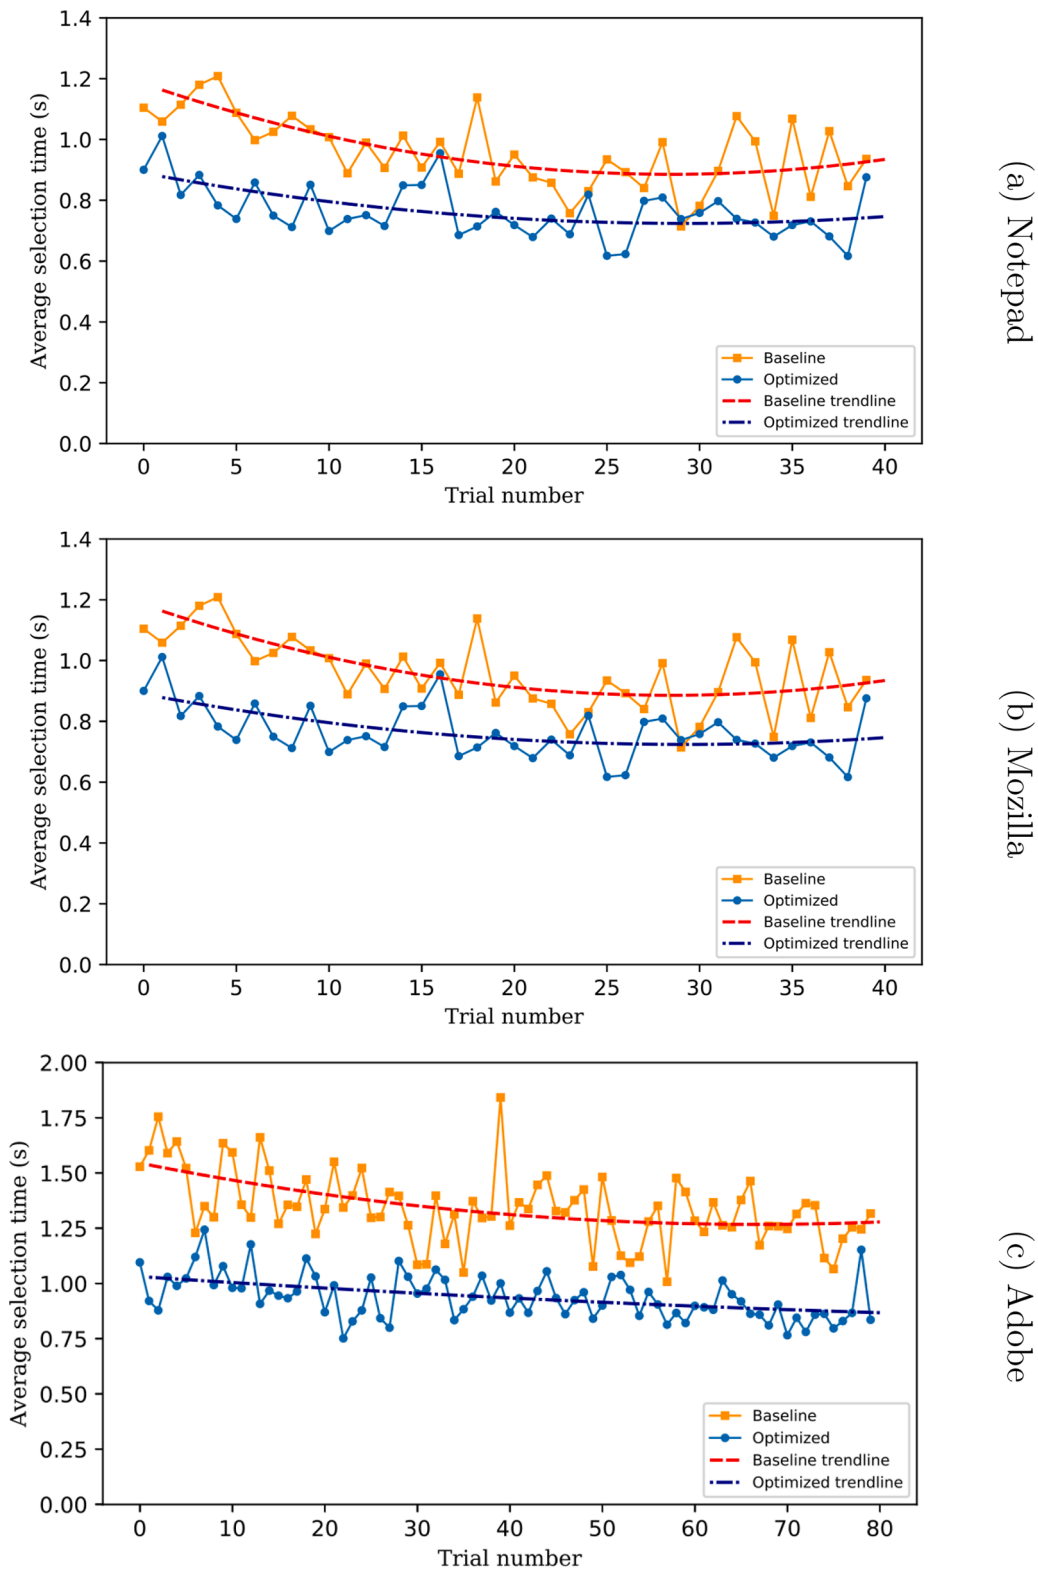 1.4
1.2
1.0
0.8
0.6
0.4
0.2
0.0
Average selection time (s)
Baseline
Optimized
Baseline trendline
Optimized trendline
0 5 10 15 20 25 30 35 40
Trial number
(a) Notepad
1.4
1.2
1.0
0.8
0.6
0.4
0.2
0.0
Average selection time (s)
Baseline
Optimized
Baseline trendline
Optimized trendline
0 5 10 15 20 25 30 35 40
Trial number
(b) Mozilla
2.00
1.75
1.50
1.25
1.00
0.75
0.50
0.25
0.00
Average selection time (s)
Baseline
Optimized
Baseline trendline
Optimized trendline
0 10 20 30 40 50 60 70 80
Trial number
(c) Adobe